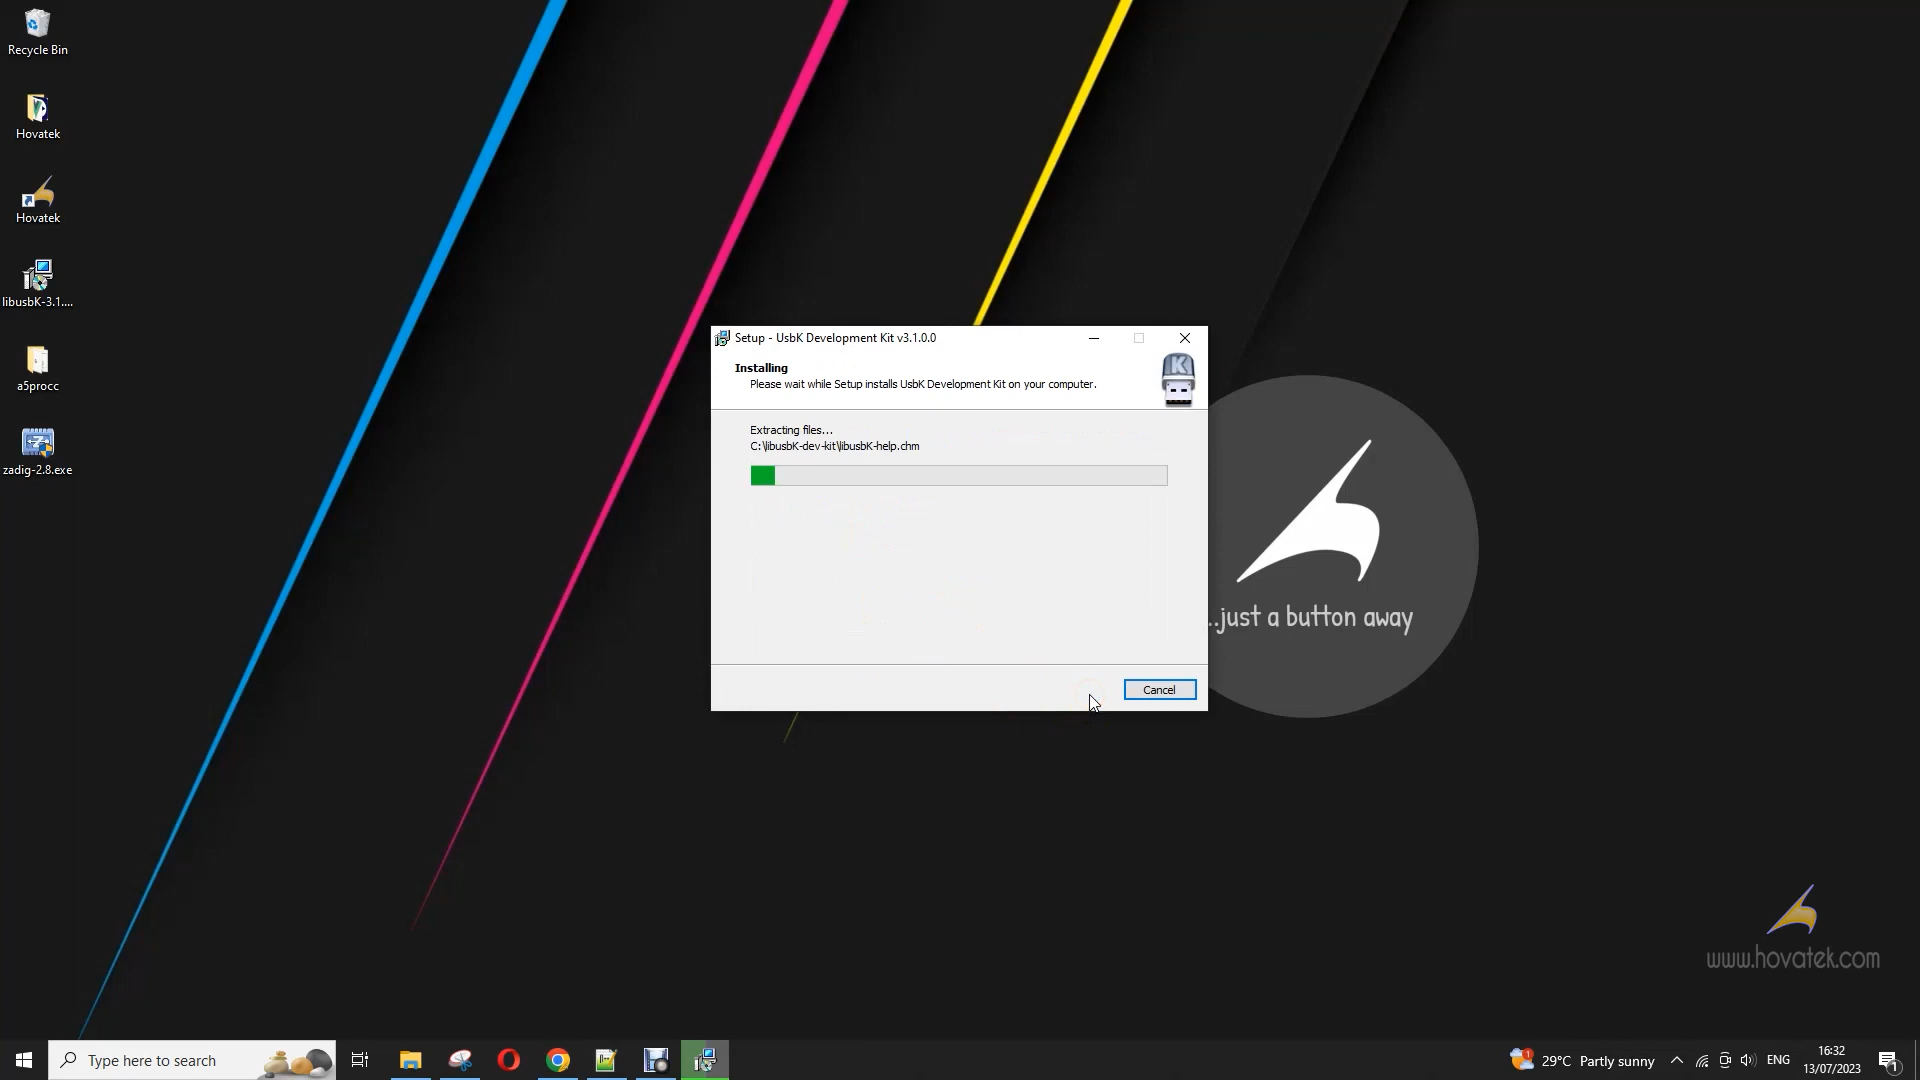 Recycle Bin
Hovatek
Hovatek
libusbK-3.1....
a5procc
zadig-2.8.exe
Setup - UsbK Development Kit v3.1.0.0
Installing
Please wait while Setup installs UsbK Development Kit on your computer.
K
Extracting files...
C:\libusbK-dev-kit\libusbK-help.chm
Cancel
..just a button away
www.hovatek.com
Type here to search
1
29°C Partly sunny
ENG
16:32
13/07/2023
1